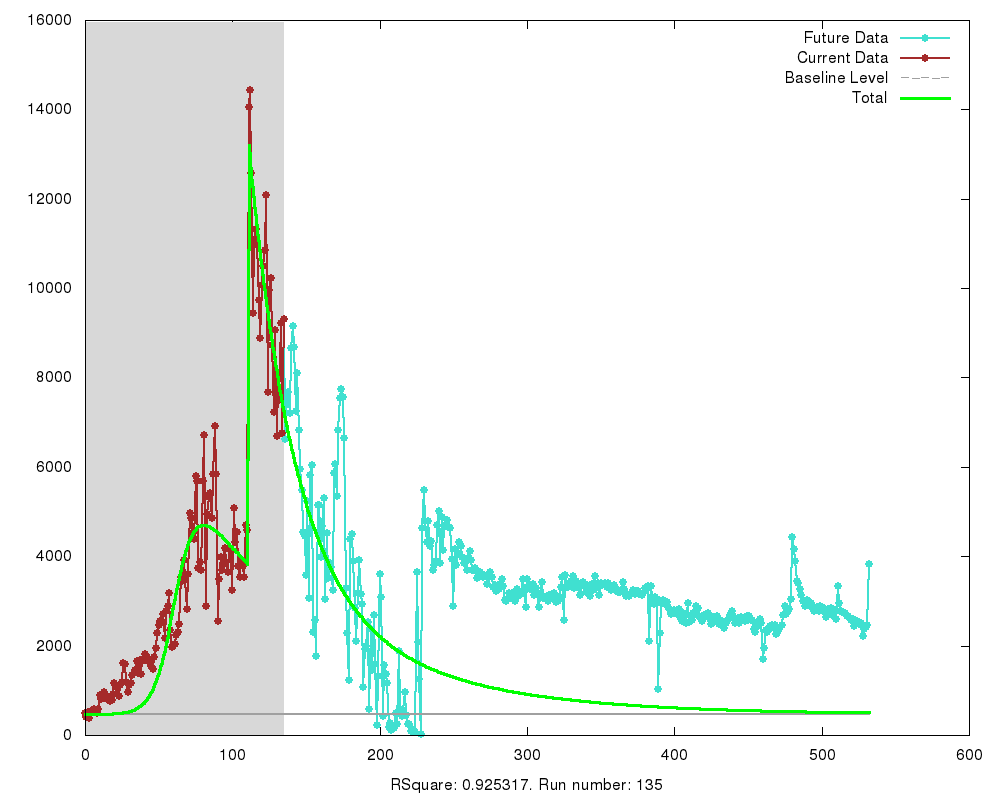 16000
14000
12000
10000
8000
6000
4000
2000
0
Future Data
Current Data
Baseline Level
Total
0 100 200 300 400 500 600
RSquare: 0.925317. Run number: 135